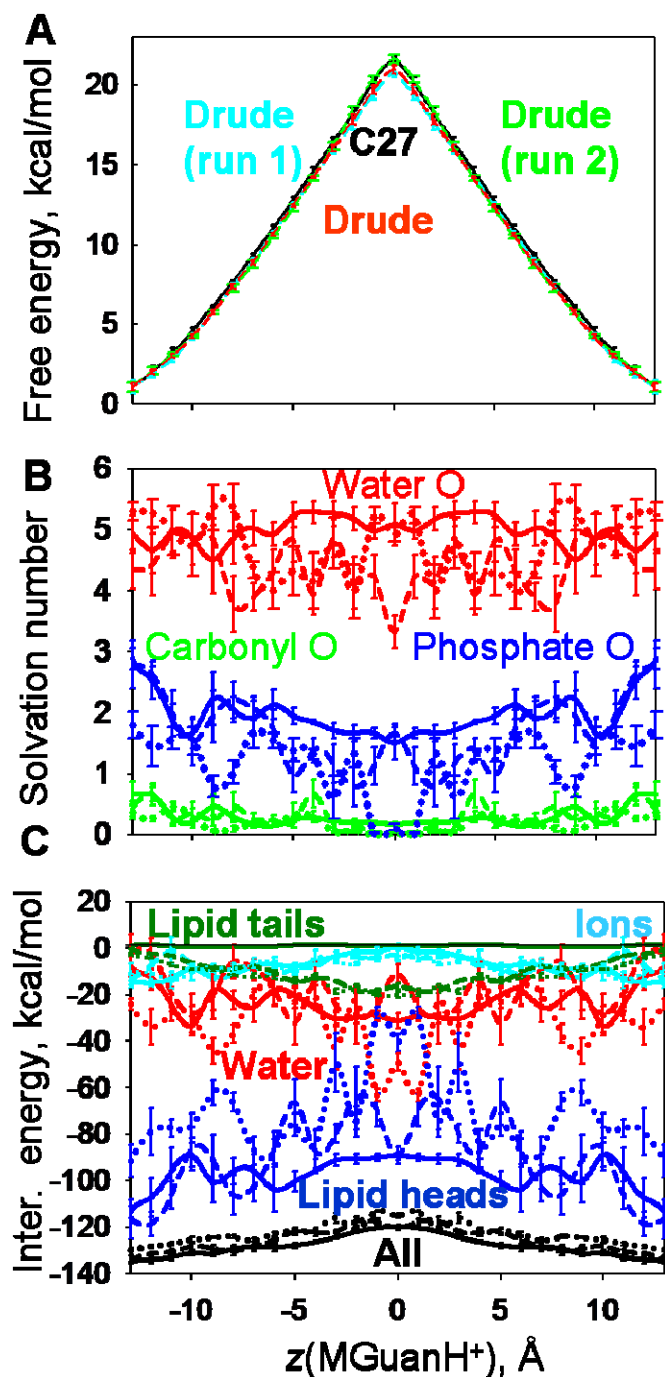 A
Free energy, kcal/mol
20
15
10
5
0
Drude
(run 1)
C27
Drude
(run 2)
Drude
B
Solvation number
6
5
4
3
2
1
0
Water O
Carbonyl O
Phosphate O
C
Inter. energy, kcal/mol
20
0
−20
−40
−60
−80
−100
−120
−140
Lipid tails
Ions
Water
Lipid heads
All
−10 −5 0 5 10
z(MGuanH⁺), Å